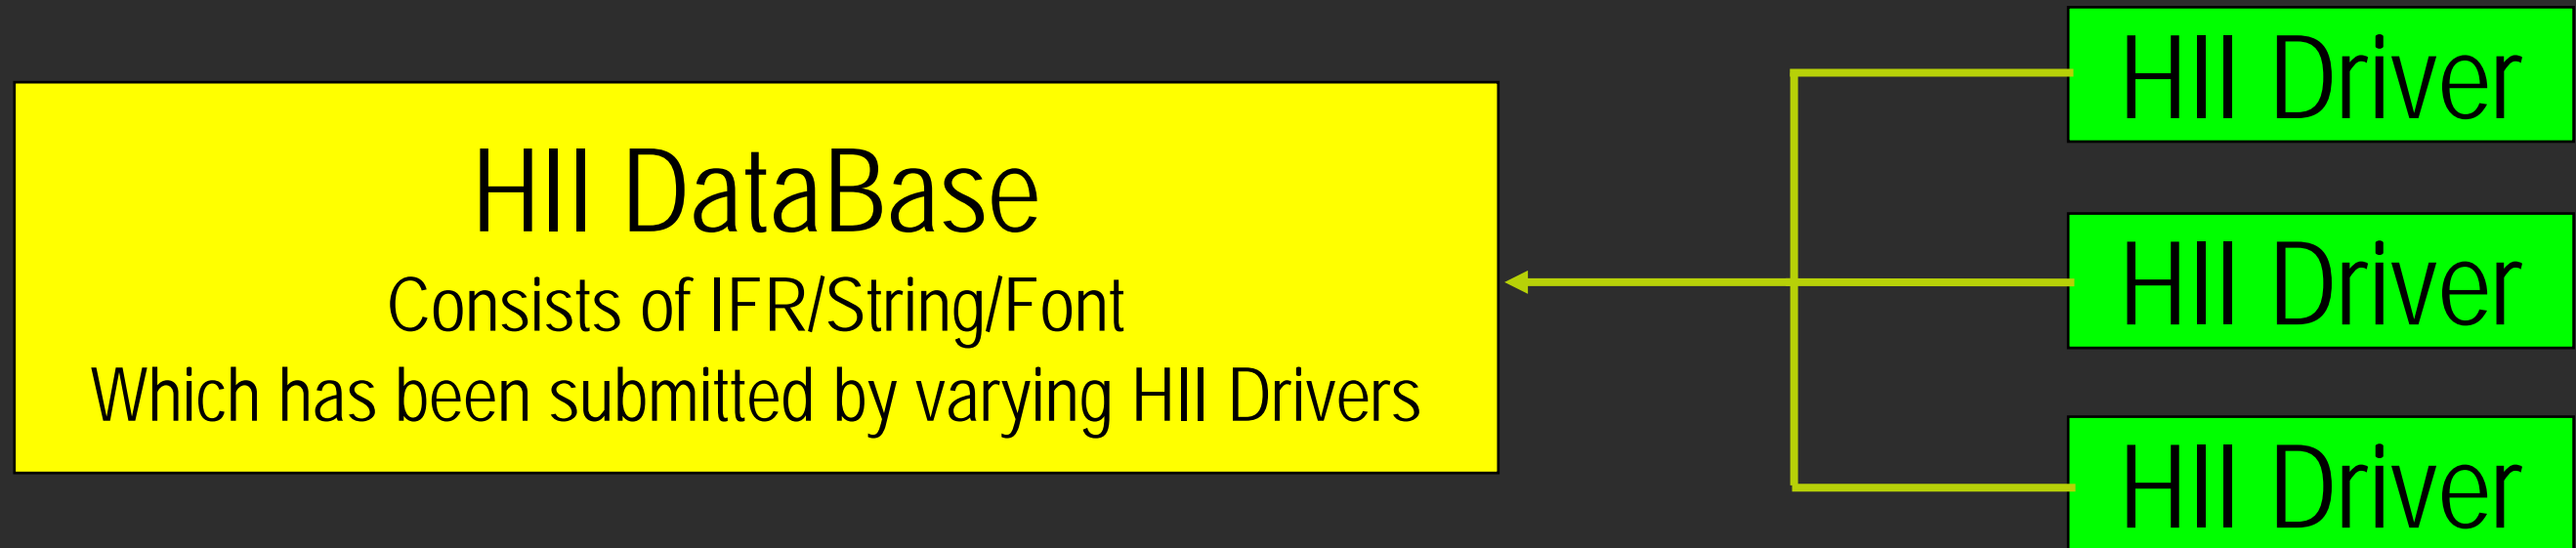 HII DataBase
Consists of IFR/String/Font
Which has been submitted by varying HII Drivers
HII Driver
HII Driver
HII Driver